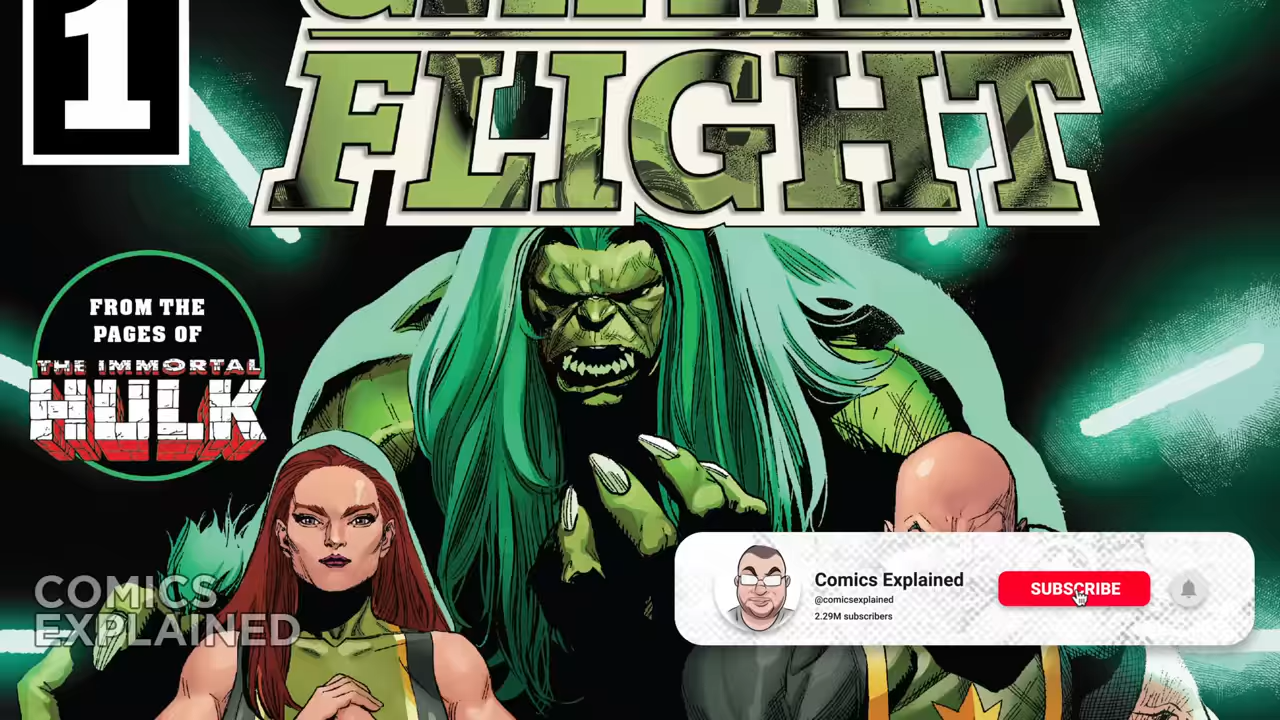 1
FLIGHT
FROM THE
PAGES OF
THE IMMORTAL
HULK
COMICS
EXPLAINED
Comics Explained
@comicsexplained
2.29M subscribers
SUBSCRIBE